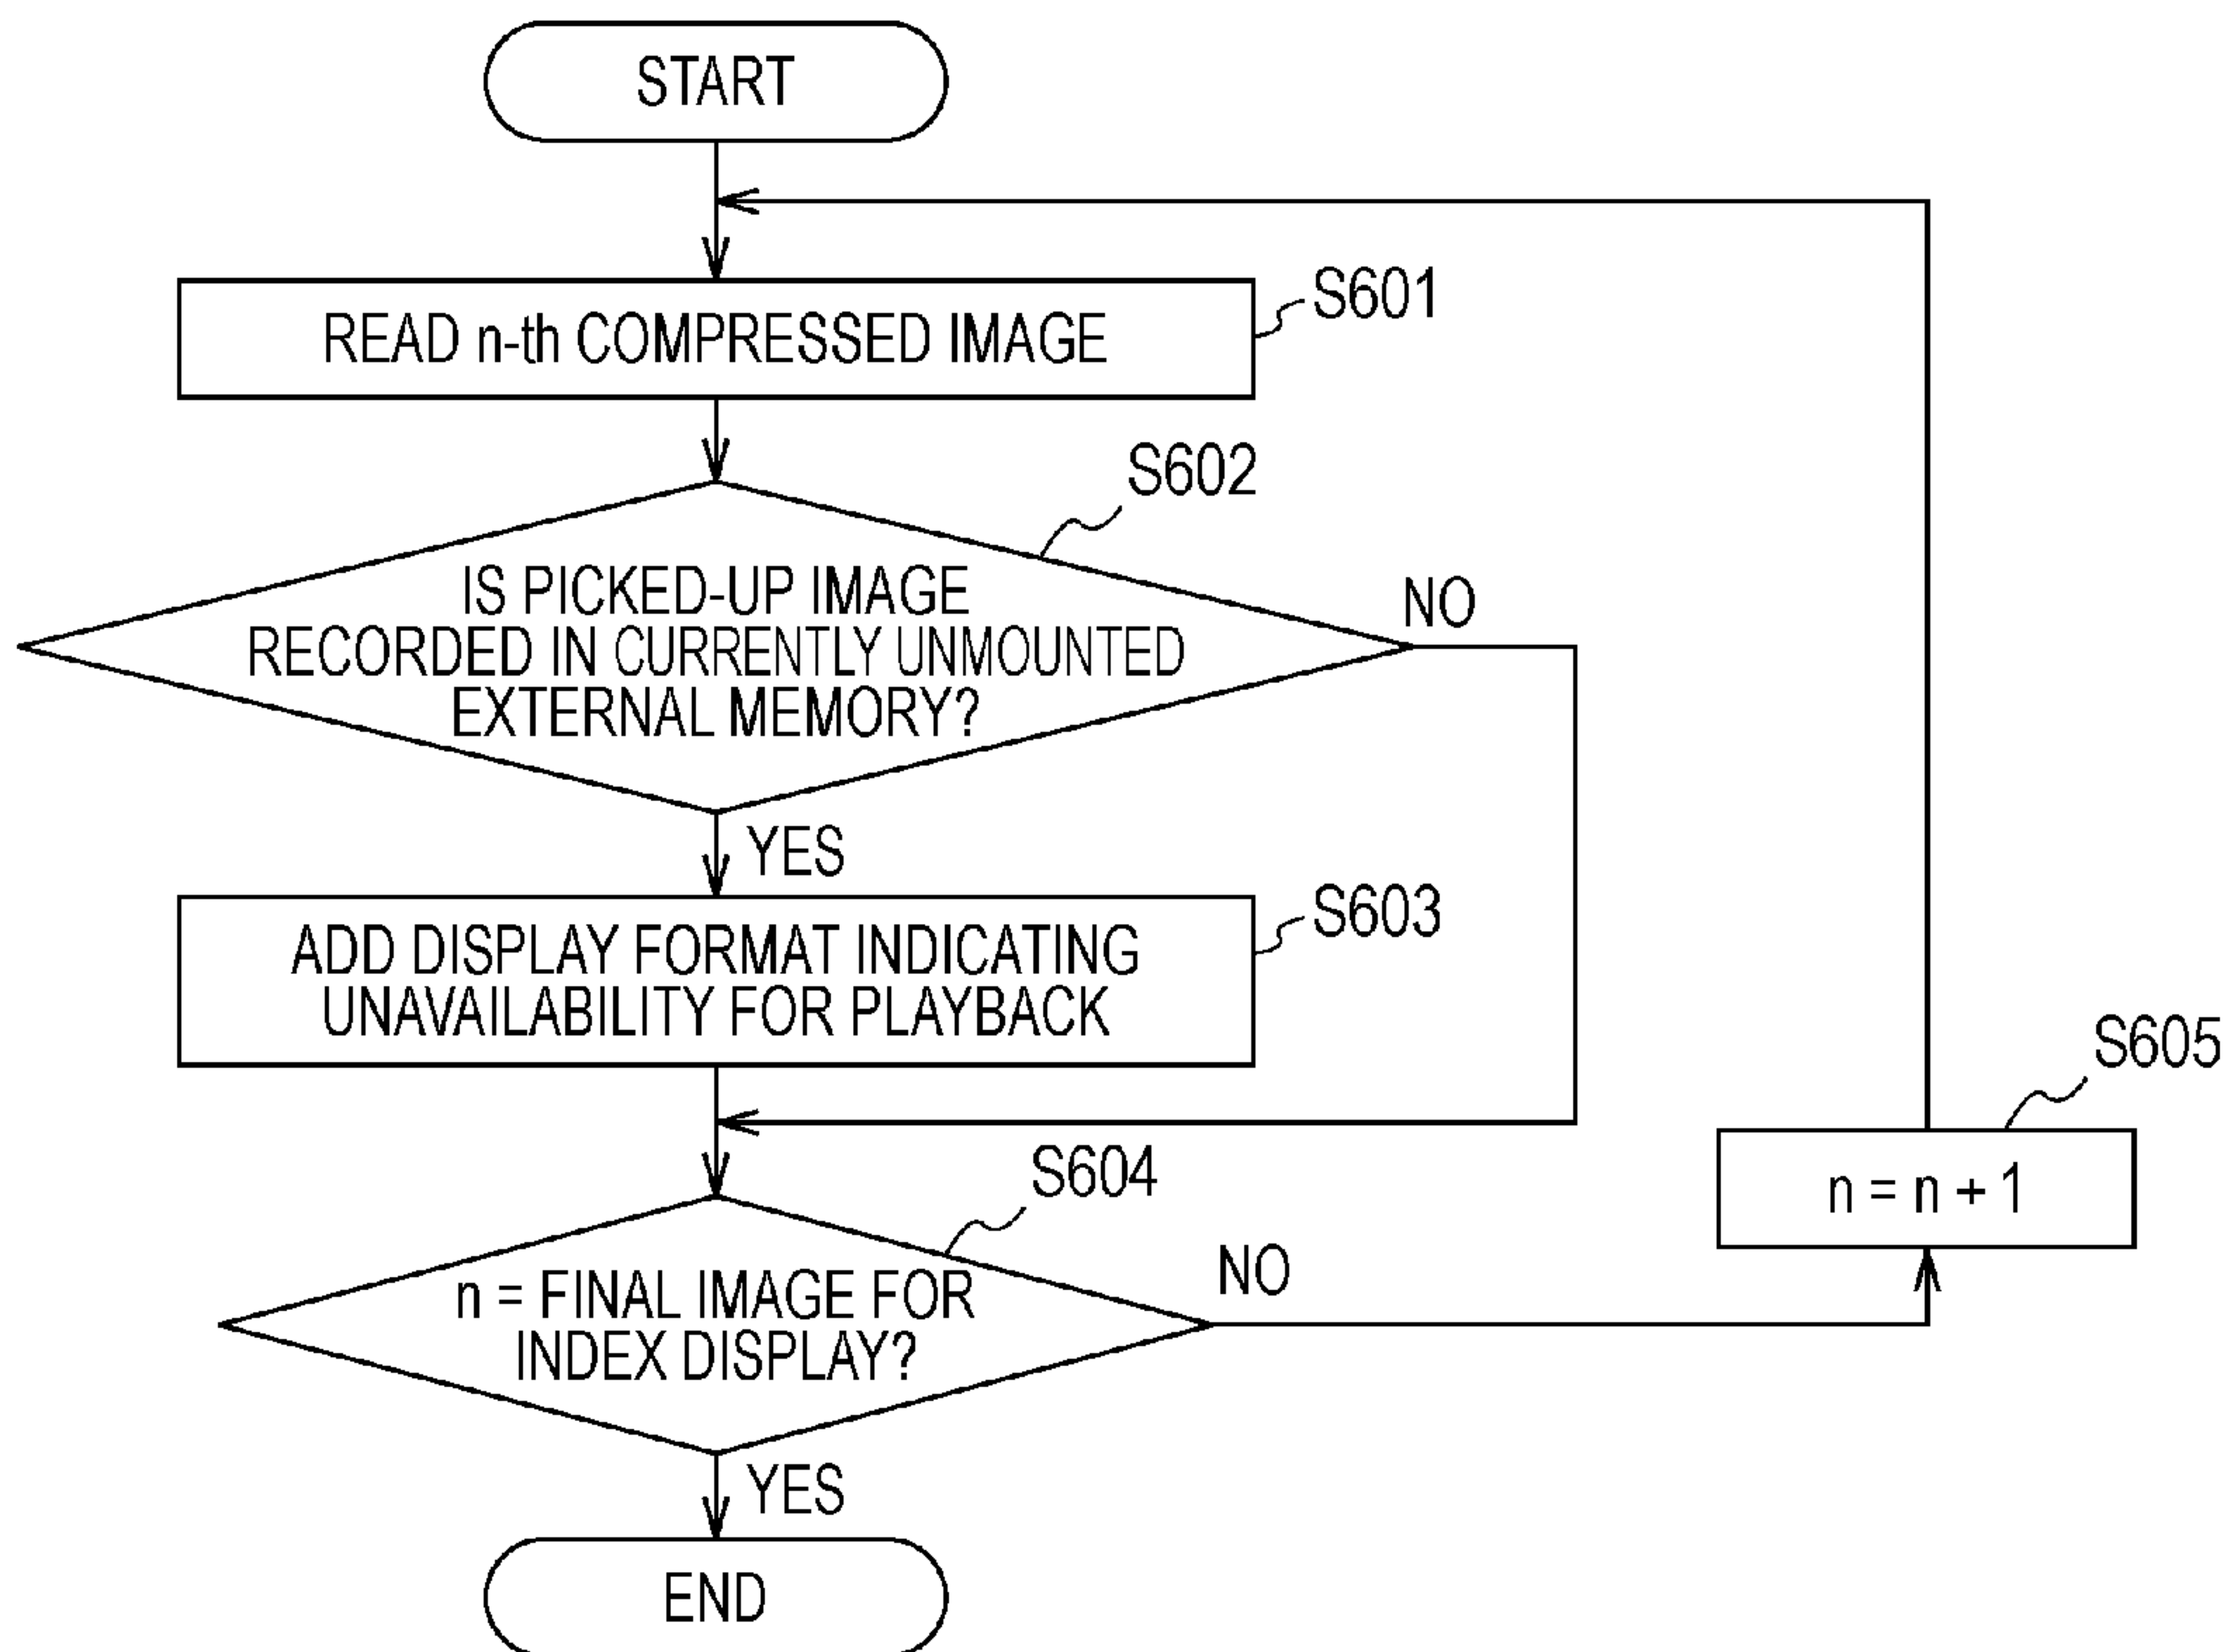 START
READ n-th COMPRESSED IMAGE
S601
S602
IS PICKED-UP IMAGE
RECORDED IN CURRENTLY UNMOUNTED
EXTERNAL MEMORY?
NO
YES
ADD DISPLAY FORMAT INDICATING
UNAVAILABILITY FOR PLAYBACK
S603
S604
n = FINAL IMAGE FOR
INDEX DISPLAY?
NO
S605
n = n + 1
YES
END